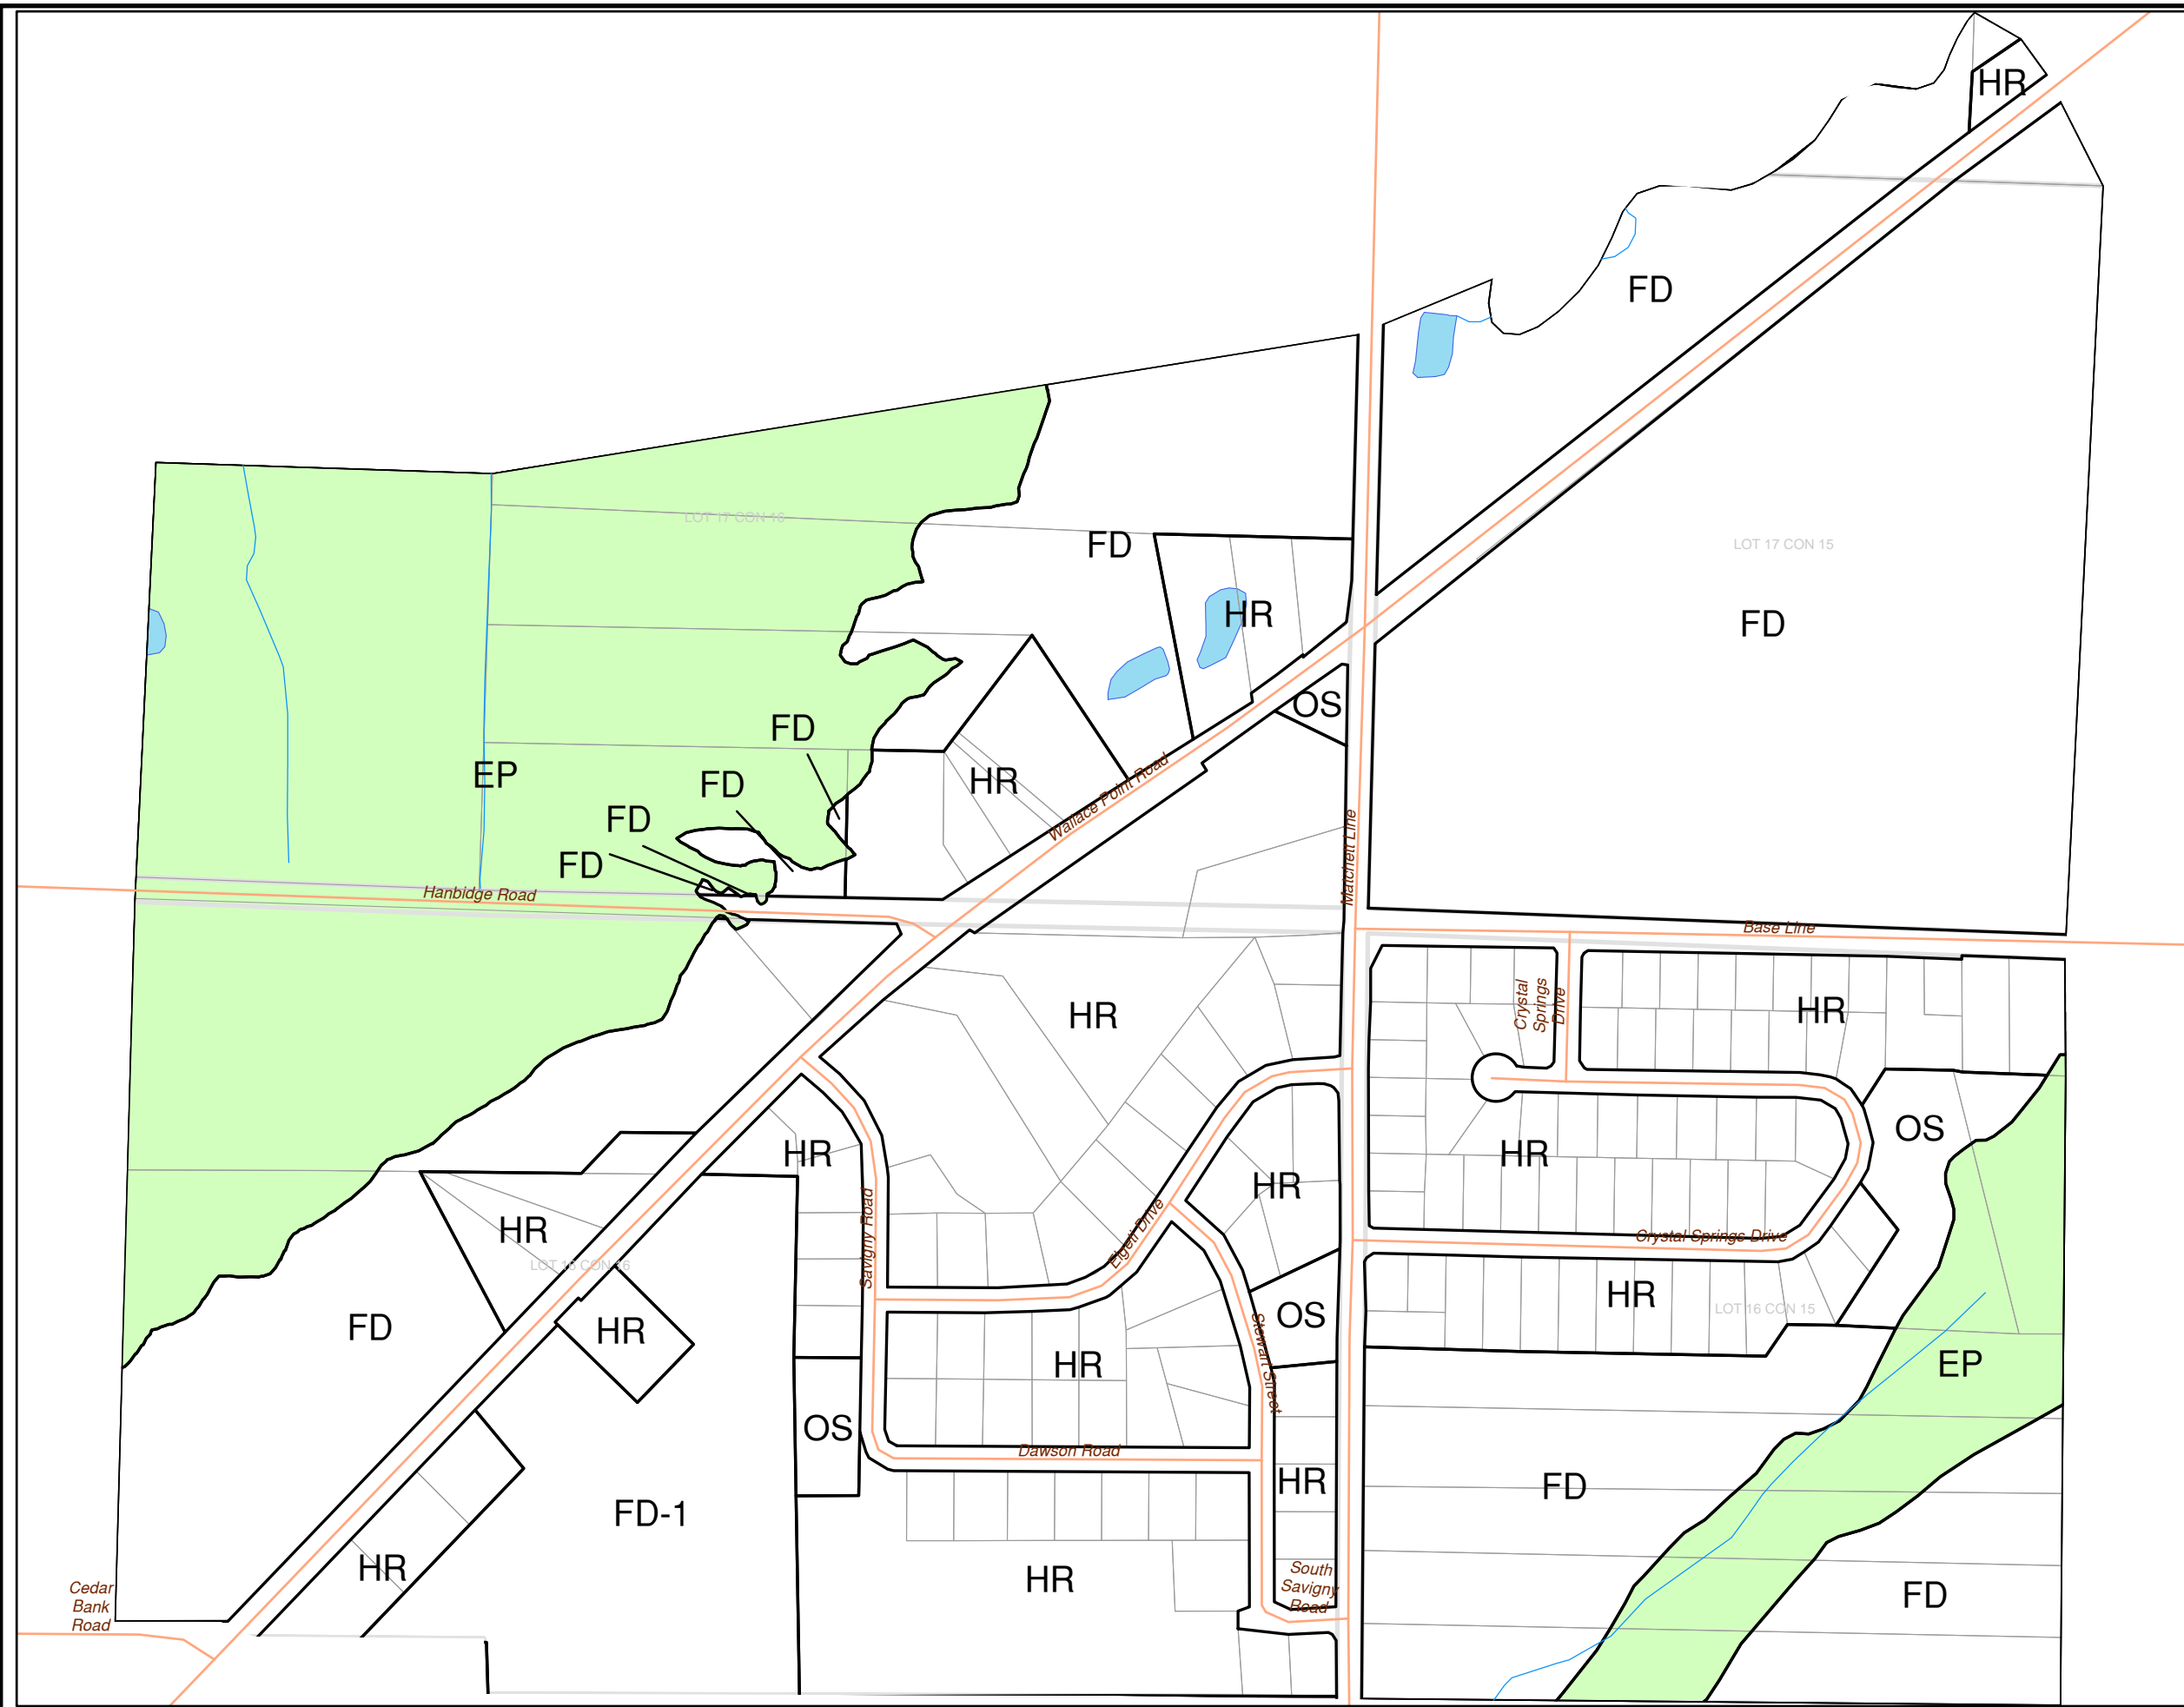 HR
FD
LOT 17 CON 16
FD
LOT 17 CON 15
HR
FD
OS
FD
EP
FD
HR
FD
FD
Wallace Point Road
Matchett Line
Hanbidge Road
Base Line
HR
Crystal
Springs
Drive
HR
OS
HR
HR
HR
Savigny Road
HR
Elgeti Drive
Crystal Springs Drive
LOT 16 CON 16
HR
LOT 16 CON 15
FD
HR
OS
Stewart Street
HR
EP
OS
Dawson Road
HR
FD
FD-1
HR
HR
South
Savigny
Road
FD
Cedar
Bank
Road